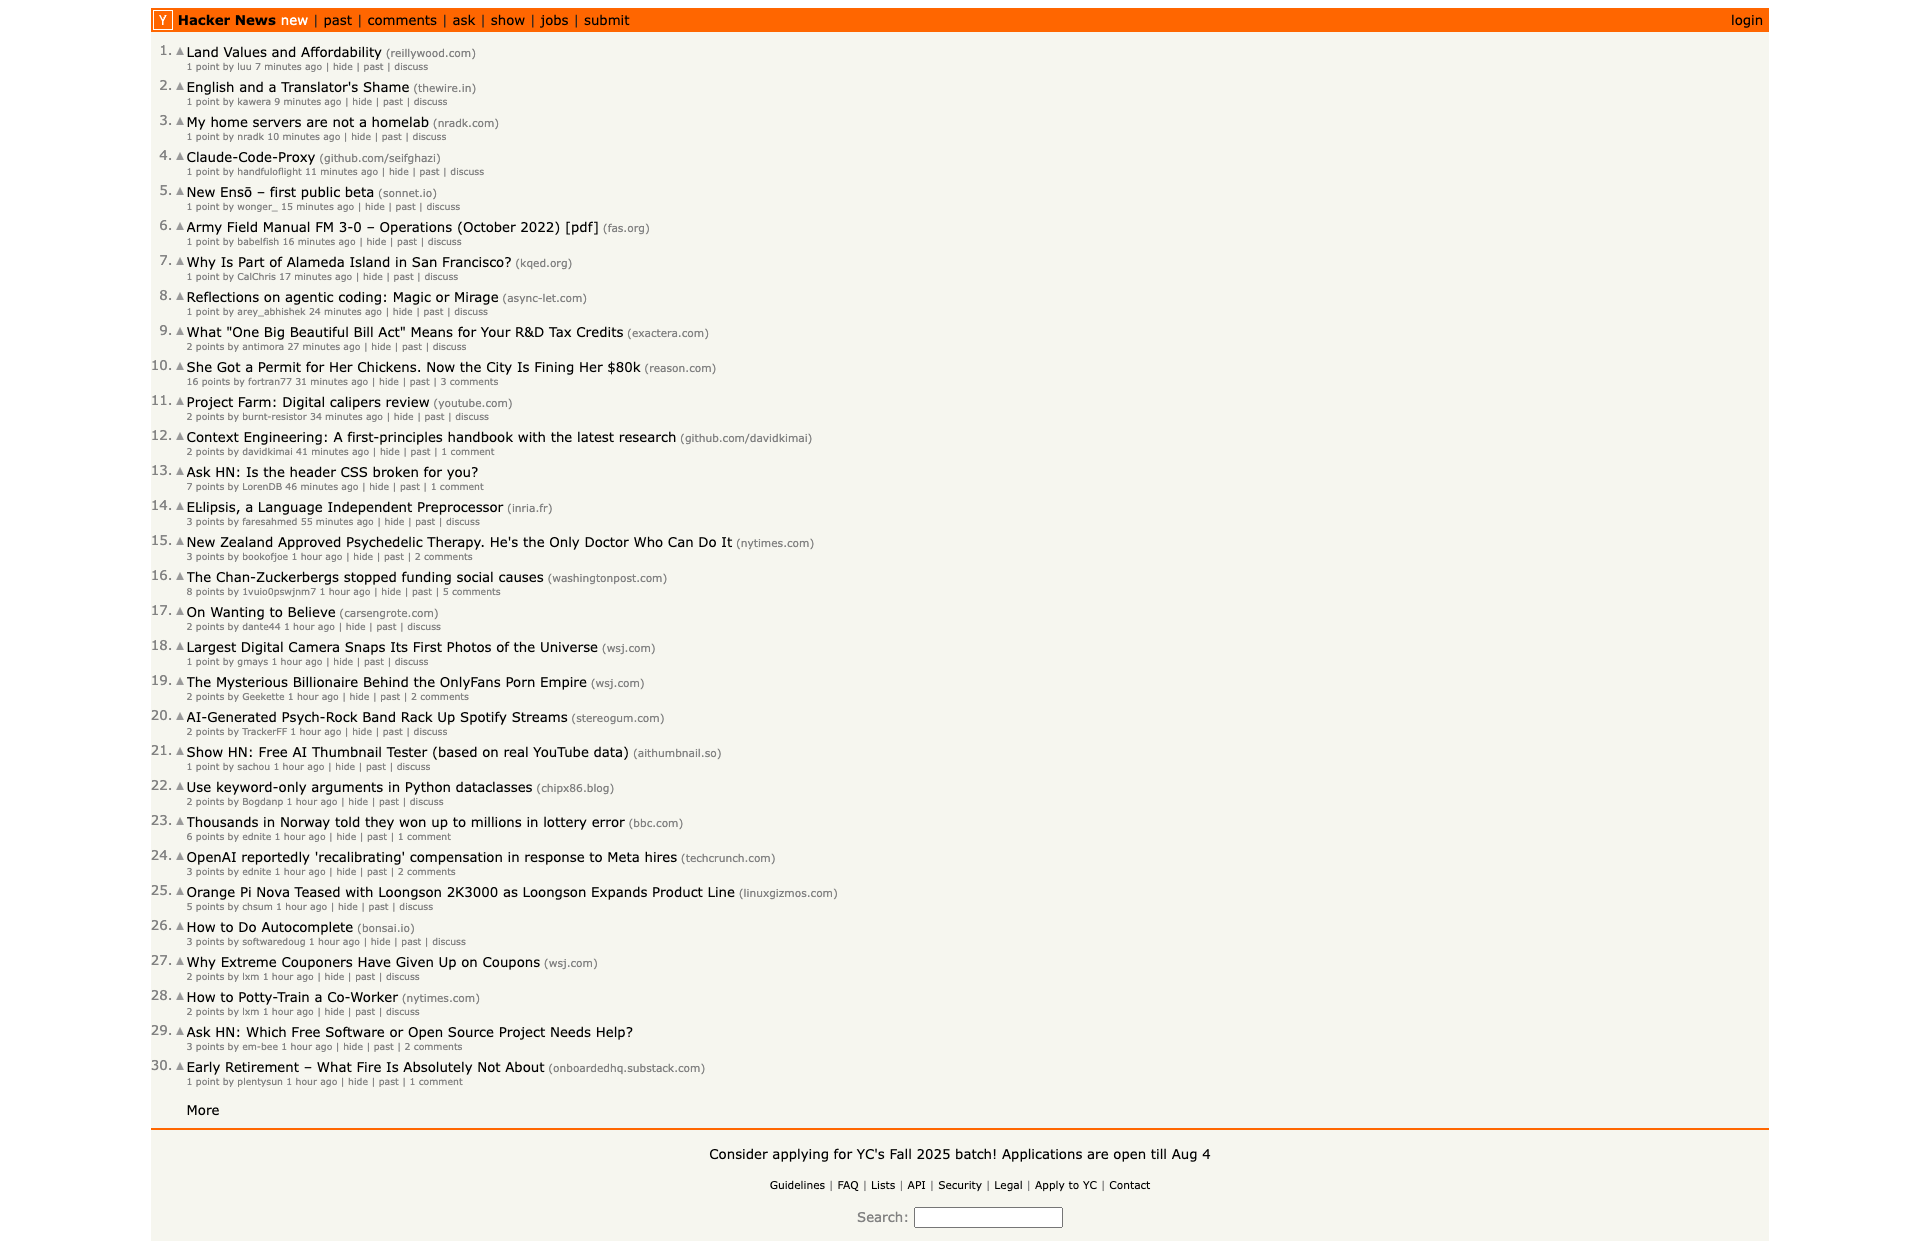 Y Hacker News new | past | comments | ask | show | jobs | submit login
1. Land Values and Affordability (reillywood.com)
1 point by luu 7 minutes ago | hide | past | discuss
2. English and a Translator's Shame (thewire.in)
1 point by kawera 9 minutes ago | hide | past | discuss
3. My home servers are not a homelab (nradk.com)
1 point by nradk 10 minutes ago | hide | past | discuss
4. Claude-Code-Proxy (github.com/seifghazi)
1 point by handfuloflight 11 minutes ago | hide | past | discuss
5. New Ensō – first public beta (sonnet.io)
1 point by wonger_ 15 minutes ago | hide | past | discuss
6. Army Field Manual FM 3-0 – Operations (October 2022) [pdf] (fas.org)
1 point by babelfish 16 minutes ago | hide | past | discuss
7. Why Is Part of Alameda Island in San Francisco? (kqed.org)
1 point by CalChris 17 minutes ago | hide | past | discuss
8. Reflections on agentic coding: Magic or Mirage (async-let.com)
1 point by arey_abhishek 24 minutes ago | hide | past | discuss
9. What "One Big Beautiful Bill Act" Means for Your R&D Tax Credits (exactera.com)
2 points by antimora 27 minutes ago | hide | past | discuss
10. She Got a Permit for Her Chickens. Now the City Is Fining Her $80k (reason.com)
16 points by fortran77 31 minutes ago | hide | past | 3 comments
11. Project Farm: Digital calipers review (youtube.com)
2 points by burnt-resistor 34 minutes ago | hide | past | discuss
12. Context Engineering: A first-principles handbook with the latest research (github.com/davidkimai)
2 points by davidkimai 41 minutes ago | hide | past | 1 comment
13. Ask HN: Is the header CSS broken for you?
7 points by LorenDB 46 minutes ago | hide | past | 1 comment
14. EŁlipsis, a Language Independent Preprocessor (inria.fr)
3 points by faresahmed 55 minutes ago | hide | past | discuss
15. New Zealand Approved Psychedelic Therapy. He's the Only Doctor Who Can Do It (nytimes.com)
3 points by bookofjoe 1 hour ago | hide | past | 2 comments
16. The Chan-Zuckerbergs stopped funding social causes (washingtonpost.com)
8 points by 1vuio0pswjnm7 1 hour ago | hide | past | 5 comments
17. On Wanting to Believe (carsengrote.com)
2 points by dante44 1 hour ago | hide | past | discuss
18. Largest Digital Camera Snaps Its First Photos of the Universe (wsj.com)
1 point by gmays 1 hour ago | hide | past | discuss
19. The Mysterious Billionaire Behind the OnlyFans Porn Empire (wsj.com)
2 points by Geekette 1 hour ago | hide | past | 2 comments
20. AI-Generated Psych-Rock Band Rack Up Spotify Streams (stereogum.com)
2 points by TrackerFF 1 hour ago | hide | past | discuss
21. Show HN: Free AI Thumbnail Tester (based on real YouTube data) (aithumbnail.so)
1 point by sachou 1 hour ago | hide | past | discuss
22. Use keyword-only arguments in Python dataclasses (chipx86.blog)
2 points by Bogdanp 1 hour ago | hide | past | discuss
23. Thousands in Norway told they won up to millions in lottery error (bbc.com)
6 points by ednite 1 hour ago | hide | past | 1 comment
24. OpenAI reportedly 'recalibrating' compensation in response to Meta hires (techcrunch.com)
3 points by ednite 1 hour ago | hide | past | 2 comments
25. Orange Pi Nova Teased with Loongson 2K3000 as Loongson Expands Product Line (linuxgizmos.com)
5 points by chsum 1 hour ago | hide | past | discuss
26. How to Do Autocomplete (bonsai.io)
3 points by softwaredoug 1 hour ago | hide | past | discuss
27. Why Extreme Couponers Have Given Up on Coupons (wsj.com)
2 points by lxm 1 hour ago | hide | past | discuss
28. How to Potty-Train a Co-Worker (nytimes.com)
2 points by lxm 1 hour ago | hide | past | discuss
29. Ask HN: Which Free Software or Open Source Project Needs Help?
3 points by em-bee 1 hour ago | hide | past | 2 comments
30. Early Retirement – What Fire Is Absolutely Not About (onboardedhq.substack.com)
1 point by plentysun 1 hour ago | hide | past | 1 comment
More
Consider applying for YC's Fall 2025 batch! Applications are open till Aug 4
Guidelines | FAQ | Lists | API | Security | Legal | Apply to YC | Contact
Search: